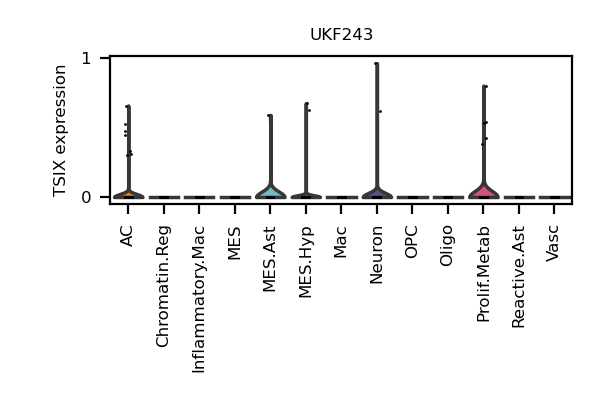 UKF243
TSIX expression
1
0
AC
Chromatin.Reg
Inflammatory.Mac
MES
MES.Ast
MES.Hyp
Mac
Neuron
OPC
Oligo
Prolif.Metab
Reactive.Ast
Vasc